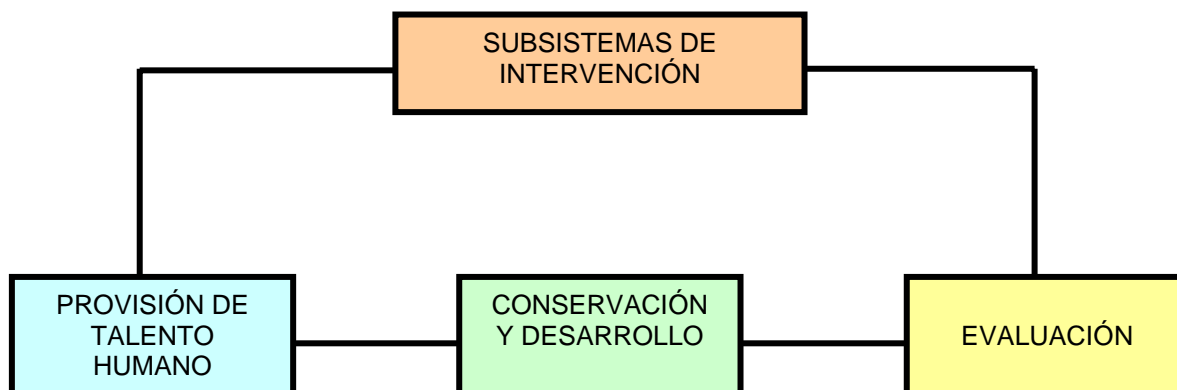 SUBSISTEMAS DE
INTERVENCIÓN
PROVISIÓN DE
TALENTO
HUMANO
CONSERVACIÓN
Y DESARROLLO
EVALUACIÓN